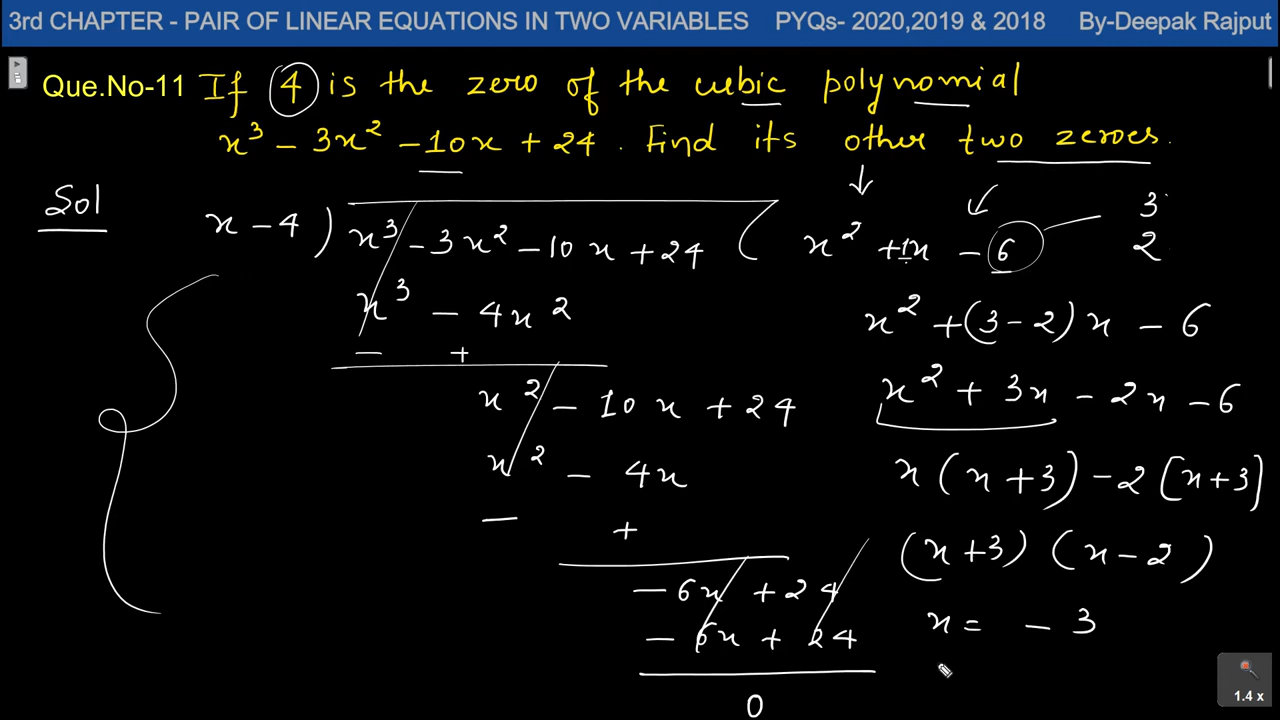 3rd CHAPTER - PAIR OF LINEAR EQUATIONS IN TWO VARIABLES PYQs- 2020,2019 & 2018 By-Deepak Rajput
Que.No-11 If 4 is the zero of the cubic polynomial
x³ - 3x² - 10x + 24 . Find its other two zeroes.
Sol
x - 4 ) x³ - 3x² - 10x + 24 ( x² + 1x - 6
3
2
x³ - 4x²
- +
x² - 10x + 24
x² - 4x
- +
- 6x + 24
- 6x + 24
0
x² + (3 - 2) x - 6
x² + 3x - 2x - 6
x (x + 3) - 2 [x + 3]
(x + 3) (x - 2)
x = - 3
1.4 x